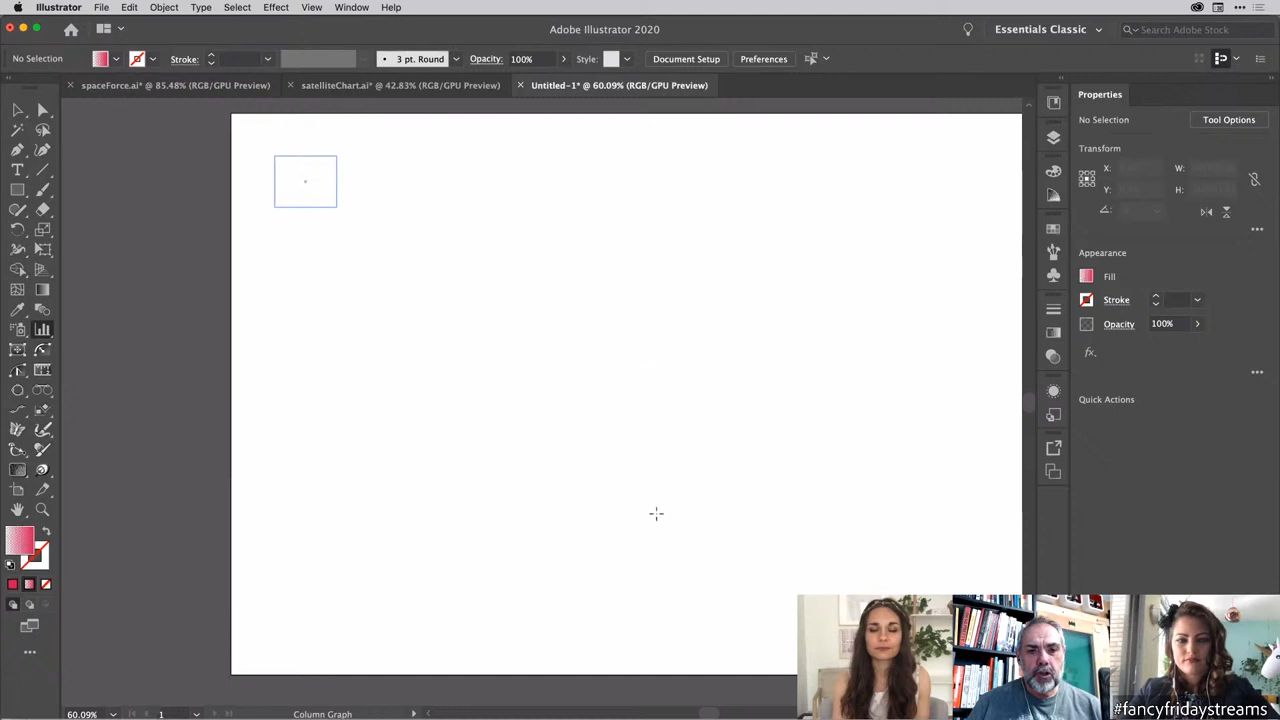 Illustrator File Edit Object Type Select Effect View Window Help
Adobe Illustrator 2020
Essentials Classic
Search Adobe Stock
No Selection
Stroke:
3 pt. Round
Opacity: 100%
Style:
Document Setup
Preferences
spaceForce.ai* @ 85.48% (RGB/GPU Preview)
satelliteChart.ai* @ 42.83% (RGB/GPU Preview)
Untitled-1* @ 60.09% (RGB/GPU Preview)
Properties
No Selection
Tool Options
Transform
X:
W:
Y:
H:
Appearance
Fill
Stroke
Opacity 100%
fx.
Quick Actions
60.09%
1
Column Graph
#fancyfridaystreams